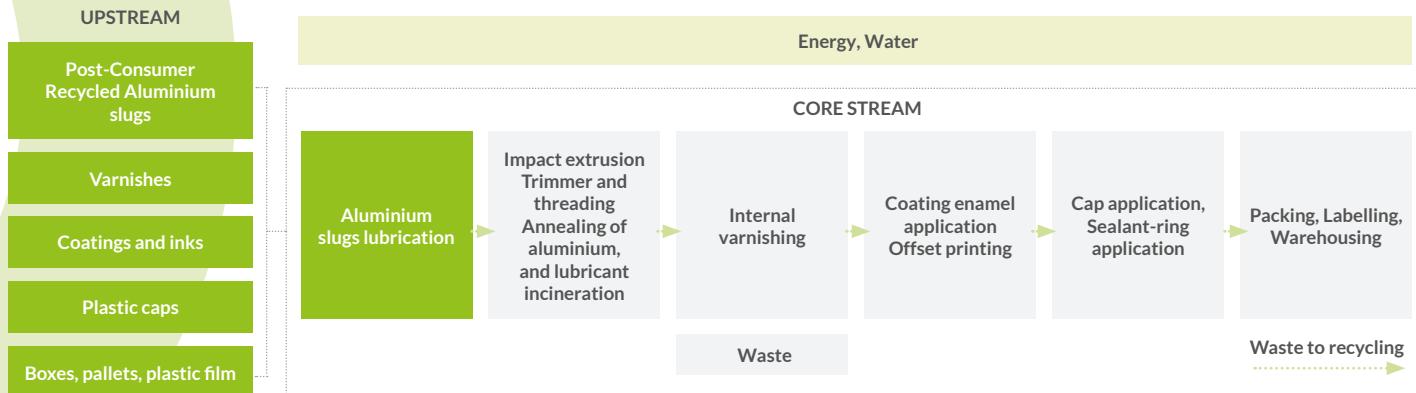 UPSTREAM
Post-Consumer
Recycled Aluminium
slugs
Varnishes
Coatings and inks
Plastic caps
Boxes, pallets, plastic film
Energy, Water
CORE STREAM
Aluminium
slugs lubrication
Impact extrusion
Trimmer and
threading
Annealing of
aluminium,
and lubricant
incineration
Internal
varnishing
Coating enamel
application
Offset printing
Cap application,
Sealant-ring
application
Packing, Labelling,
Warehousing
Waste
Waste to recycling